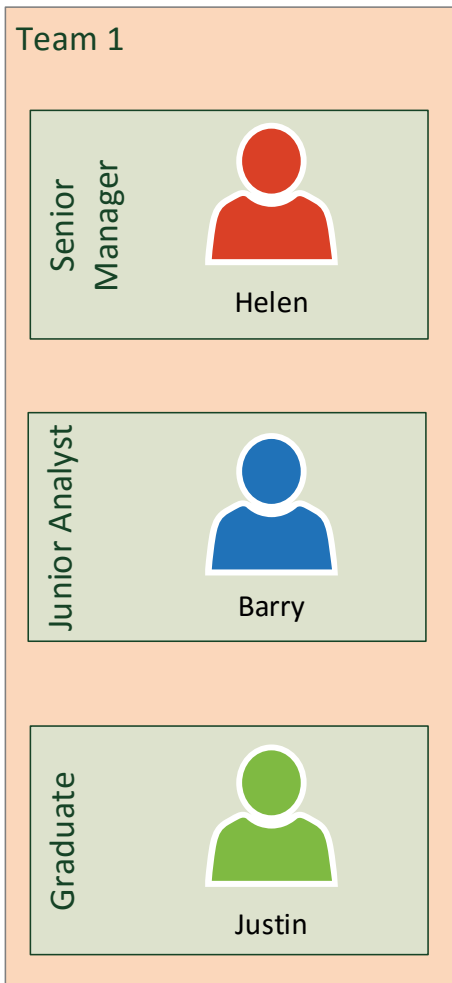 Team 1
Senior
Manager
Helen
Junior Analyst
Barry
Graduate
Justin